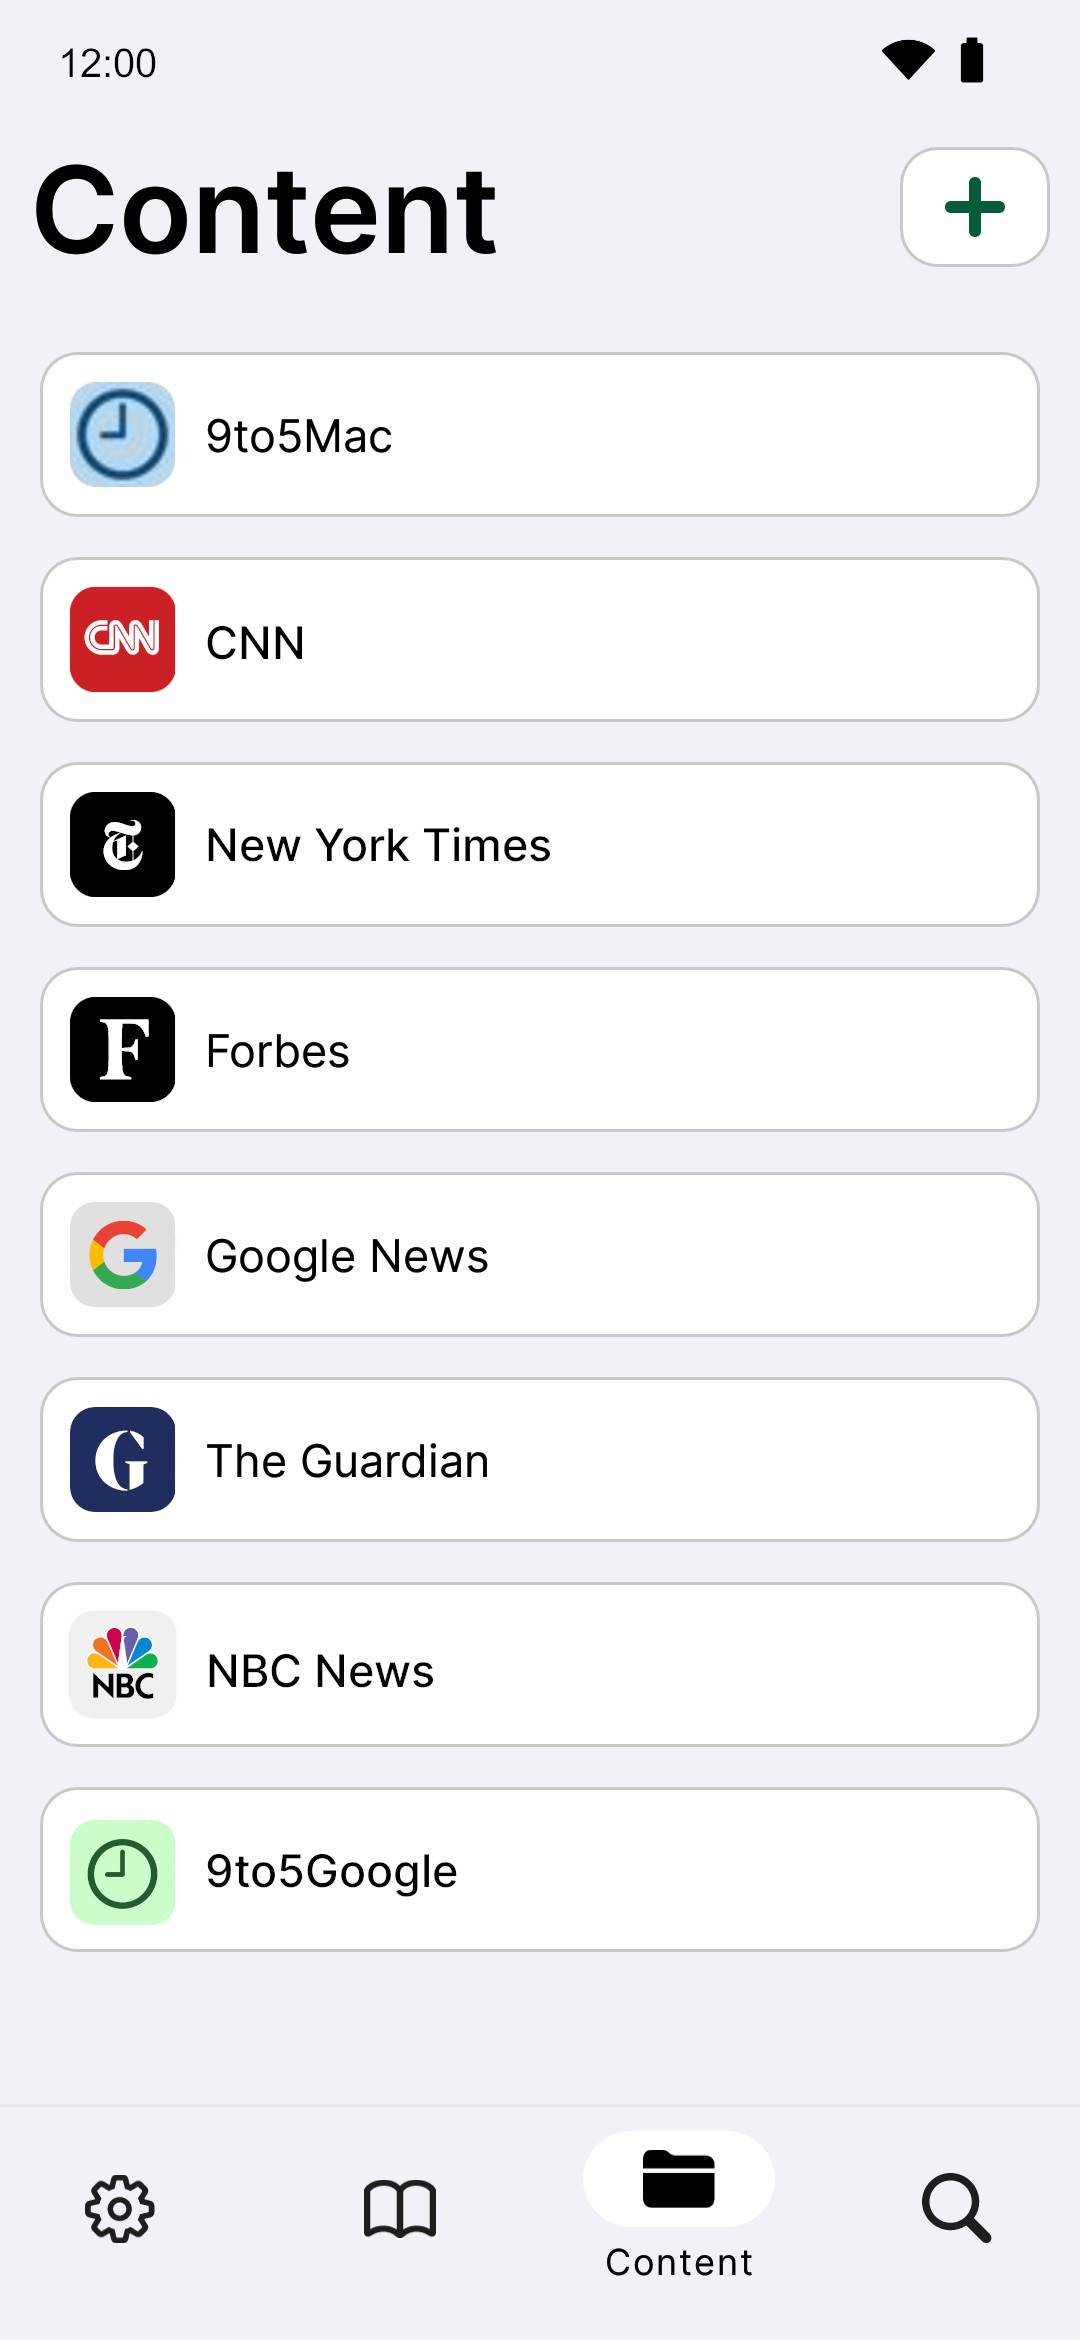 12:00
Content
9to5Mac
CNN
CNN
New York Times
Forbes
Google News
The Guardian
NBC
NBC News
9to5Google
Content